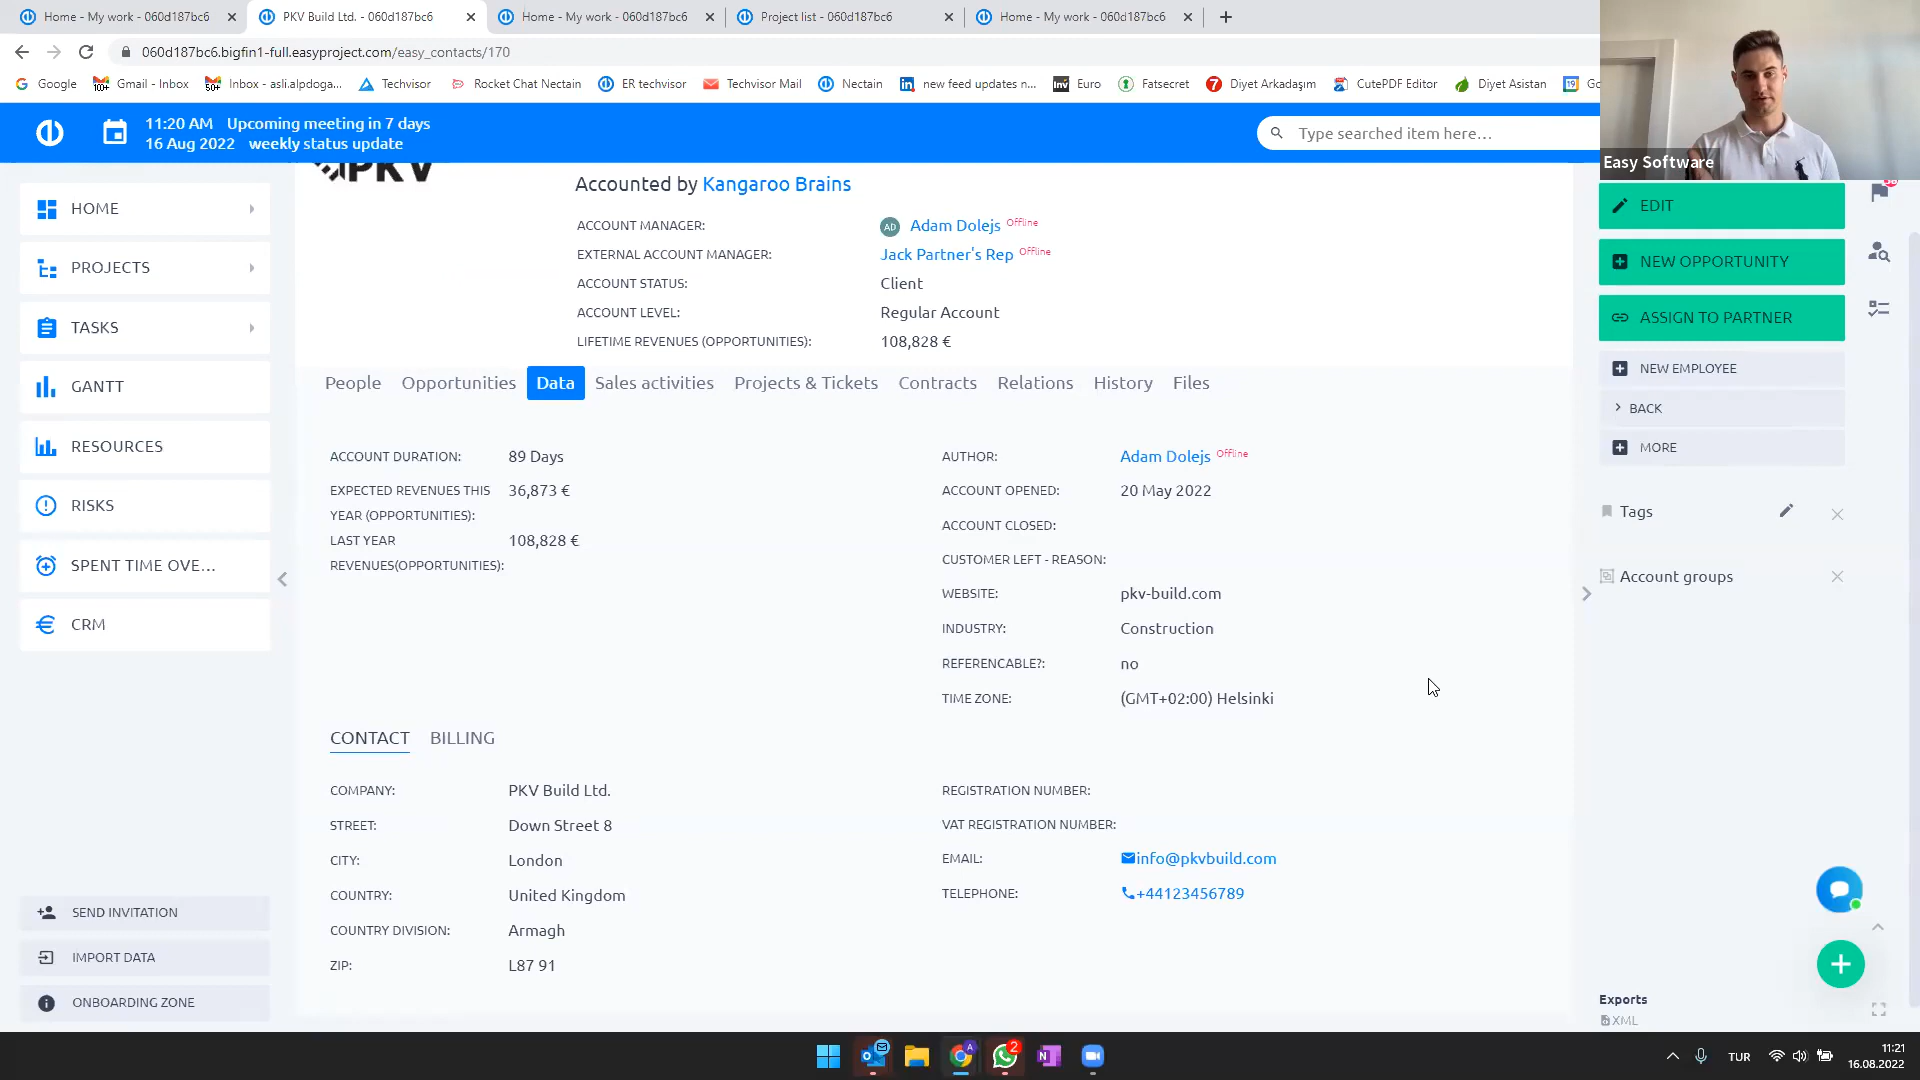 Home - My work - 060d187bc6
PKV Build Ltd. - 060d187bc6
Home - My work - 060d187bc6
Project list - 060d187bc6
Home - My work - 060d187bc6
060d187bc6.bigfin1-full.easyproject.com/easy_contacts/170
Google
Gmail - Inbox
Inbox - asli.alpdoga...
Techvisor
Rocket Chat Nectain
ER techvisor
Techvisor Mail
Nectain
new feed updates n...
Euro
Fatsecret
Diyet Arkadaşım
CutePDF Editor
Diyet Asistan
11:20 AM Upcoming meeting in 7 days
16 Aug 2022 weekly status update
Type searched item here...
Easy Software
HOME
PROJECTS
TASKS
GANTT
RESOURCES
RISKS
SPENT TIME OVE...
CRM
SEND INVITATION
IMPORT DATA
ONBOARDING ZONE
PKV
Accounted by Kangaroo Brains
ACCOUNT MANAGER: AD Adam Dolejs Offline
EXTERNAL ACCOUNT MANAGER: Jack Partner's Rep Offline
ACCOUNT STATUS: Client
ACCOUNT LEVEL: Regular Account
LIFETIME REVENUES (OPPORTUNITIES): 108,828 €
People Opportunities Data Sales activities Projects & Tickets Contracts Relations History Files
ACCOUNT DURATION: 89 Days
EXPECTED REVENUES THIS 36,873 €
YEAR (OPPORTUNITIES):
LAST YEAR 108,828 €
REVENUES(OPPORTUNITIES):
AUTHOR: Adam Dolejs Offline
ACCOUNT OPENED: 20 May 2022
ACCOUNT CLOSED:
CUSTOMER LEFT - REASON:
WEBSITE: pkv-build.com
INDUSTRY: Construction
REFERENCABLE?: no
TIME ZONE: (GMT+02:00) Helsinki
CONTACT BILLING
COMPANY: PKV Build Ltd.
STREET: Down Street 8
CITY: London
COUNTRY: United Kingdom
COUNTRY DIVISION: Armagh
ZIP: L87 91
REGISTRATION NUMBER:
VAT REGISTRATION NUMBER:
EMAIL: info@pkvbuild.com
TELEPHONE: +44123456789
EDIT
NEW OPPORTUNITY
ASSIGN TO PARTNER
NEW EMPLOYEE
BACK
MORE
Tags
Account groups
Exports
XML
2
TUR
11:21
16.08.2022